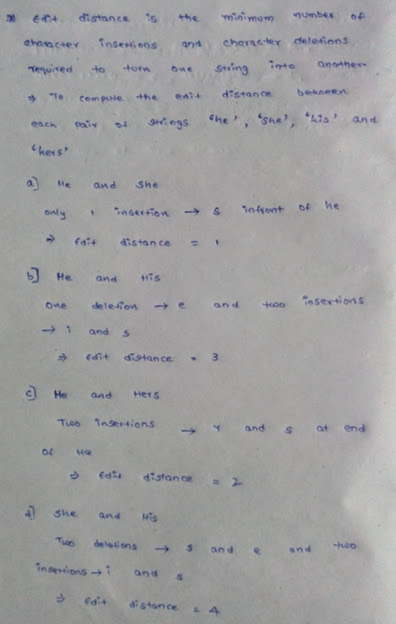 * Edit distance is the minimum number of
character insertions and character deletions
required to turn one string into another
⇒ To compute the edit distance between
each pair of strings 'he', 'she', 'his' and
'hers'
a] He and She
only 1 insertion → s infront of he
⇒ Edit distance = 1
b] He and His
one deletion → e and two insertions
→ i and s
⇒ edit distance = 3
c] He and Hers
Two insertions → r and s at end
of He
⇒ Edit distance = 2
d] she and His
Two deletions → s and e and two
insertions → i and s
⇒ Edit distance = 4